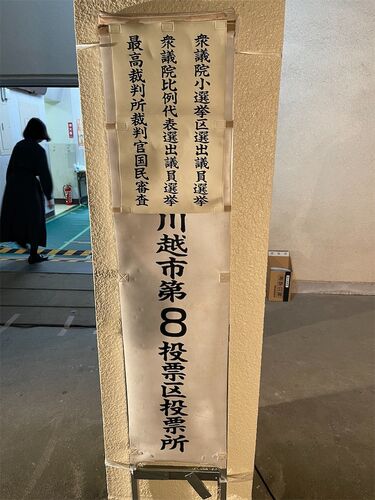 衆議院小選挙区選出議員選挙
衆議院比例代表選出議員選挙
最高裁判所裁判官国民審査
川越市第8投票区投票所